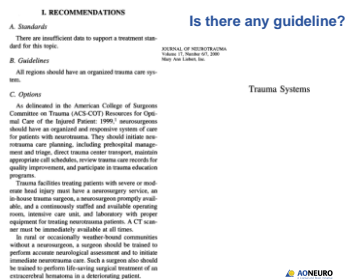 I. RECOMMENDATIONS
A. Standards
There are insufficient data to support a treatment stan-
dard for this topic.
B. Guidelines
All regions should have an organized trauma care sys-
tem.
C. Options
As delineated in the American College of Surgeons
Committee on Trauma (ACS-COT) Resources for Opti-
mal Care of the Injured Patient: 1999, neurosurgeons
should have an organized and responsive system of care
for patients with neurotrauma. They should initiate neu-
rotrauma care planning, including prehospital manage-
ment and triage, direct trauma center transport, maintain
appropriate call schedules, review trauma care records for
quality improvement, and participate in trauma education
programs.
Trauma facilities treating patients with severe or mod-
erate head injury must have a neurosurgery service, an
in-house trauma surgeon, a neurosurgeon promptly avail-
able, and a continuously staffed and available operating
room, intensive care unit, and laboratory with proper
equipment for treating neurotrauma patients. A CT scan-
ner must be immediately available at all times.
In rural or occasionally weather-bound communities
without a neurosurgeon, a surgeon should be trained to
perform accurate neurological assessment and to initiate
immediate neurotrauma care. Such a surgeon also should
be trained to perform life-saving surgical treatment of an
extracerebral hematoma in a deteriorating patient.
Is there any guideline?
JOURNAL OF NEUROTRAUMA
Volume 17, Number 6/7, 2000
Mary Ann Liebert, Inc.
Trauma Systems
AONEURO